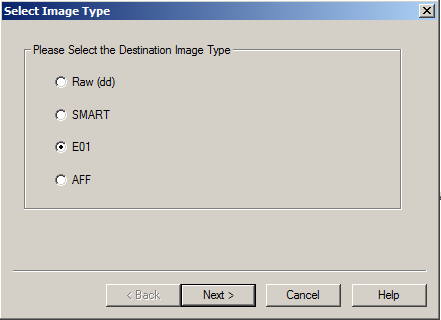 Select Image Type
Please Select the Destination Image Type
Raw (dd)
SMART
E01
AFF
< Back
Next >
Cancel
Help